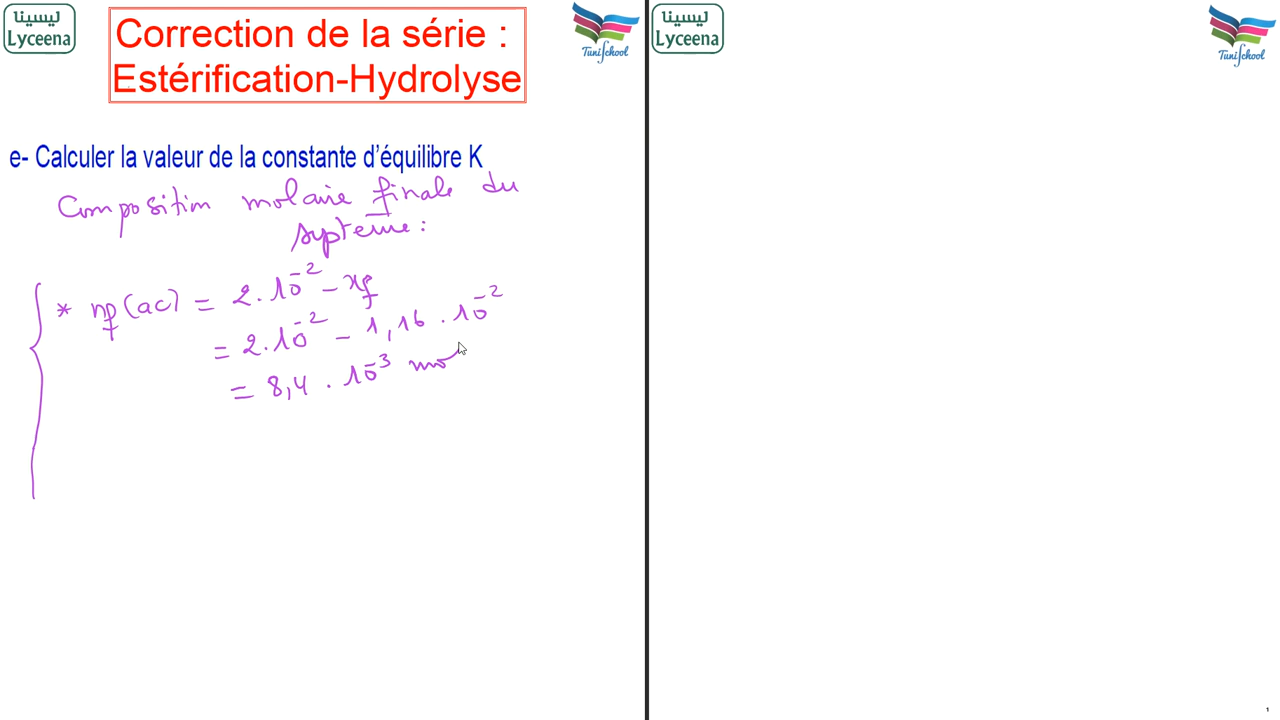 ليسينا
Lyceena
Correction de la série :
Estérification-Hydrolyse
TuniSchool
ليسينا
Lyceena
TuniSchool
e- Calculer la valeur de la constante d'équilibre K
Composition molaire finale du
système :
* nf(ac) = 2.10⁻² - xf
= 2.10⁻² - 1,16 . 10⁻²
= 8,4 . 10⁻³ mo
1